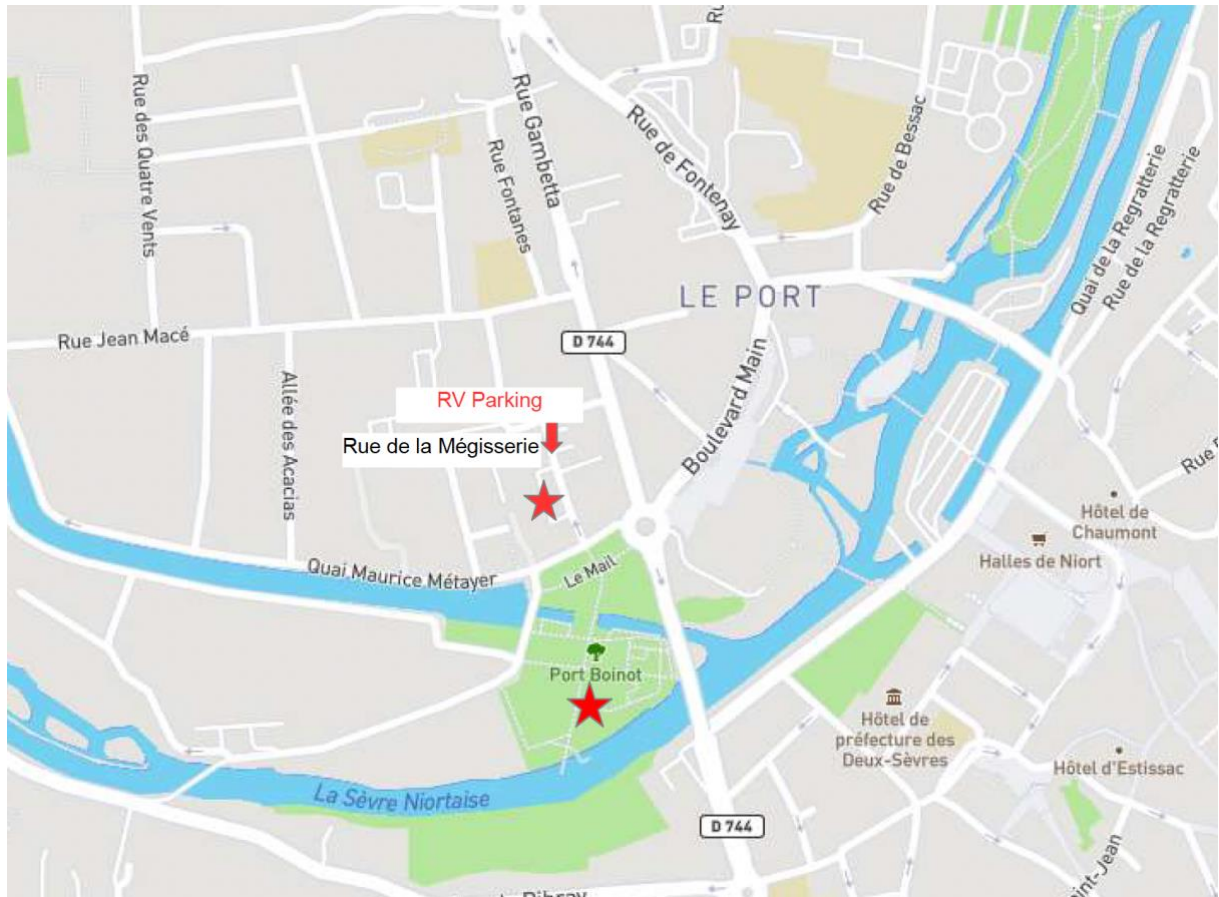 Rue des Quatre Vents
Rue Gambetta
Rue Fontanes
Rue de Fontenay
Rue de Bessac
Quai de la Regratterie
Rue de la Regratterie
LE PORT
Rue Jean Macé
D 744
Allée des Acacias
RV Parking
Rue de la Mégisserie
Boulevard Main
Hôtel de
Chaumont
Halles de Niort
Quai Maurice Métayer
Le Mail
Port Boinot
Hôtel de
préfecture des
Deux-Sèvres
Hôtel d'Estissac
La Sèvre Niortaise
D 744